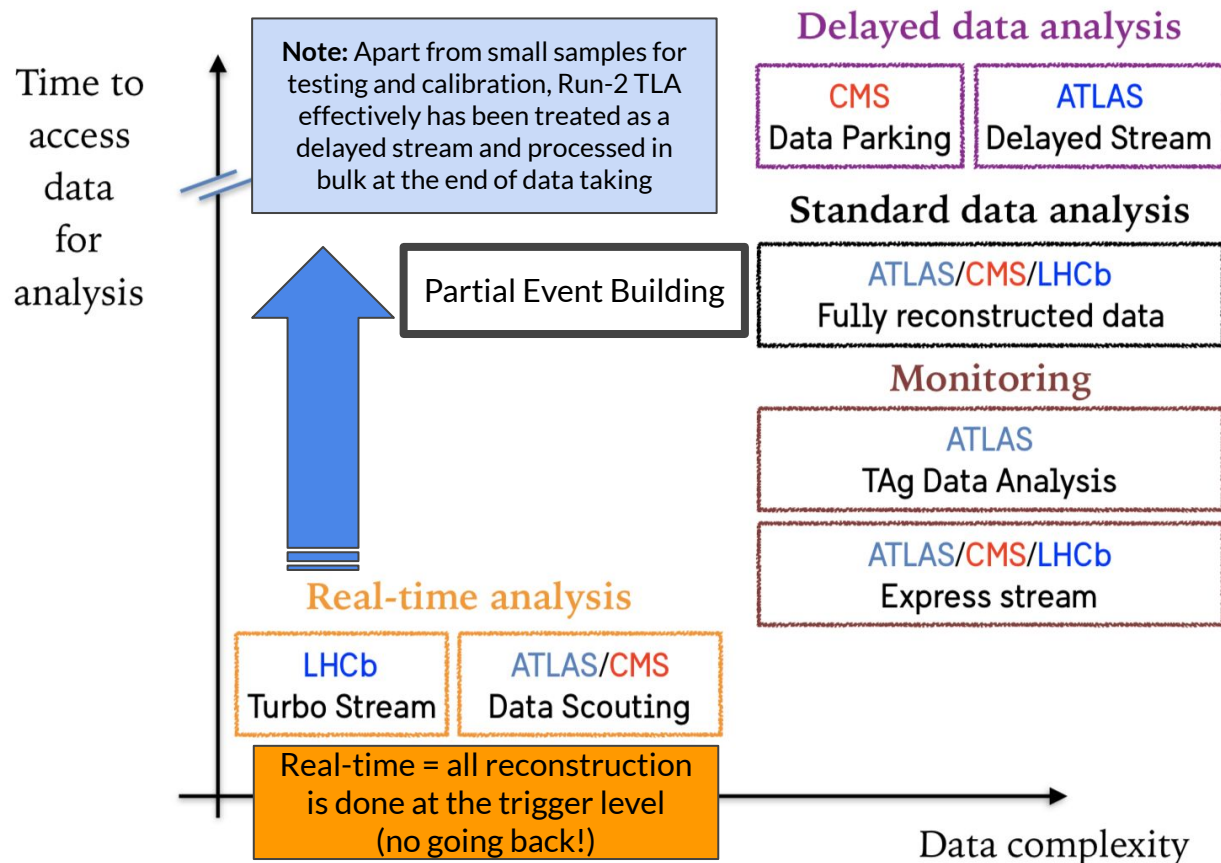 Time to
access
data
for
analysis
Note: Apart from small samples for
testing and calibration, Run-2 TLA
effectively has been treated as a
delayed stream and processed in
bulk at the end of data taking
Delayed data analysis
CMS
Data Parking
ATLAS
Delayed Stream
Standard data analysis
ATLAS/CMS/LHCb
Fully reconstructed data
Partial Event Building
Monitoring
ATLAS
TAg Data Analysis
ATLAS/CMS/LHCb
Express stream
Real-time analysis
LHCb
Turbo Stream
ATLAS/CMS
Data Scouting
Real-time = all reconstruction
is done at the trigger level
(no going back!)
Data complexity